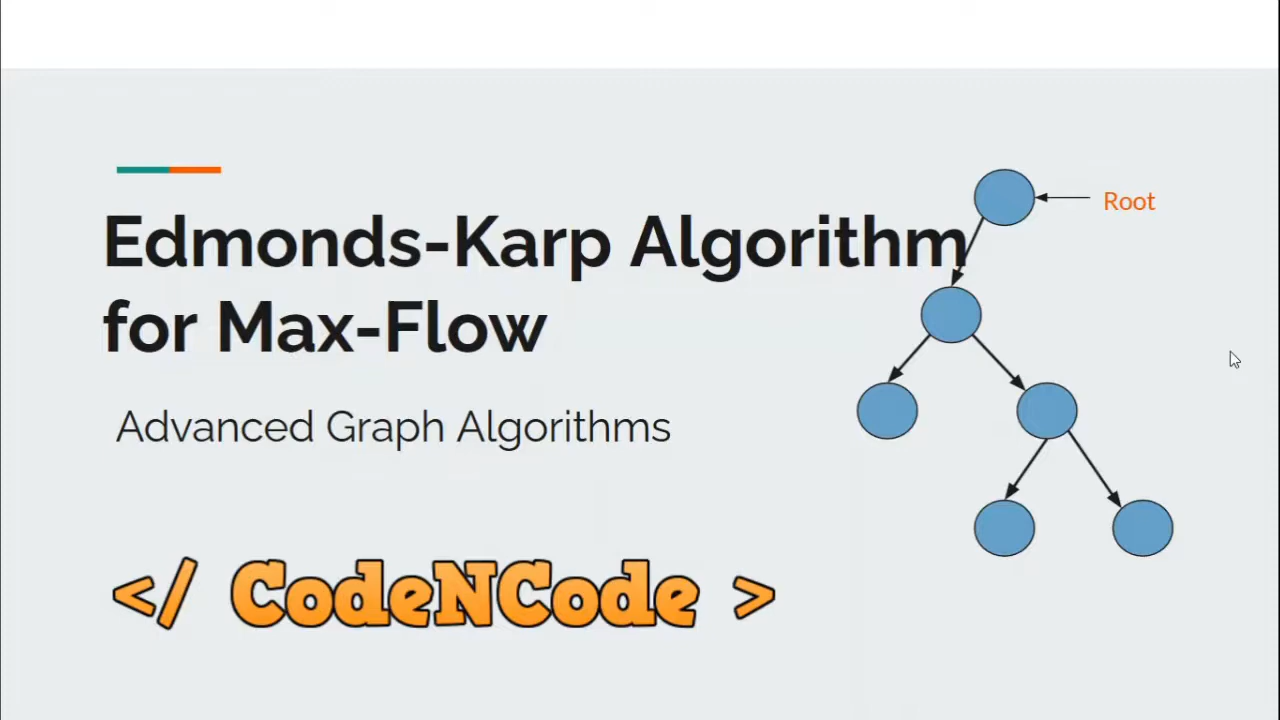 Edmonds-Karp Algorithm
for Max-Flow
Root
Advanced Graph Algorithms
</ CodeNCode >